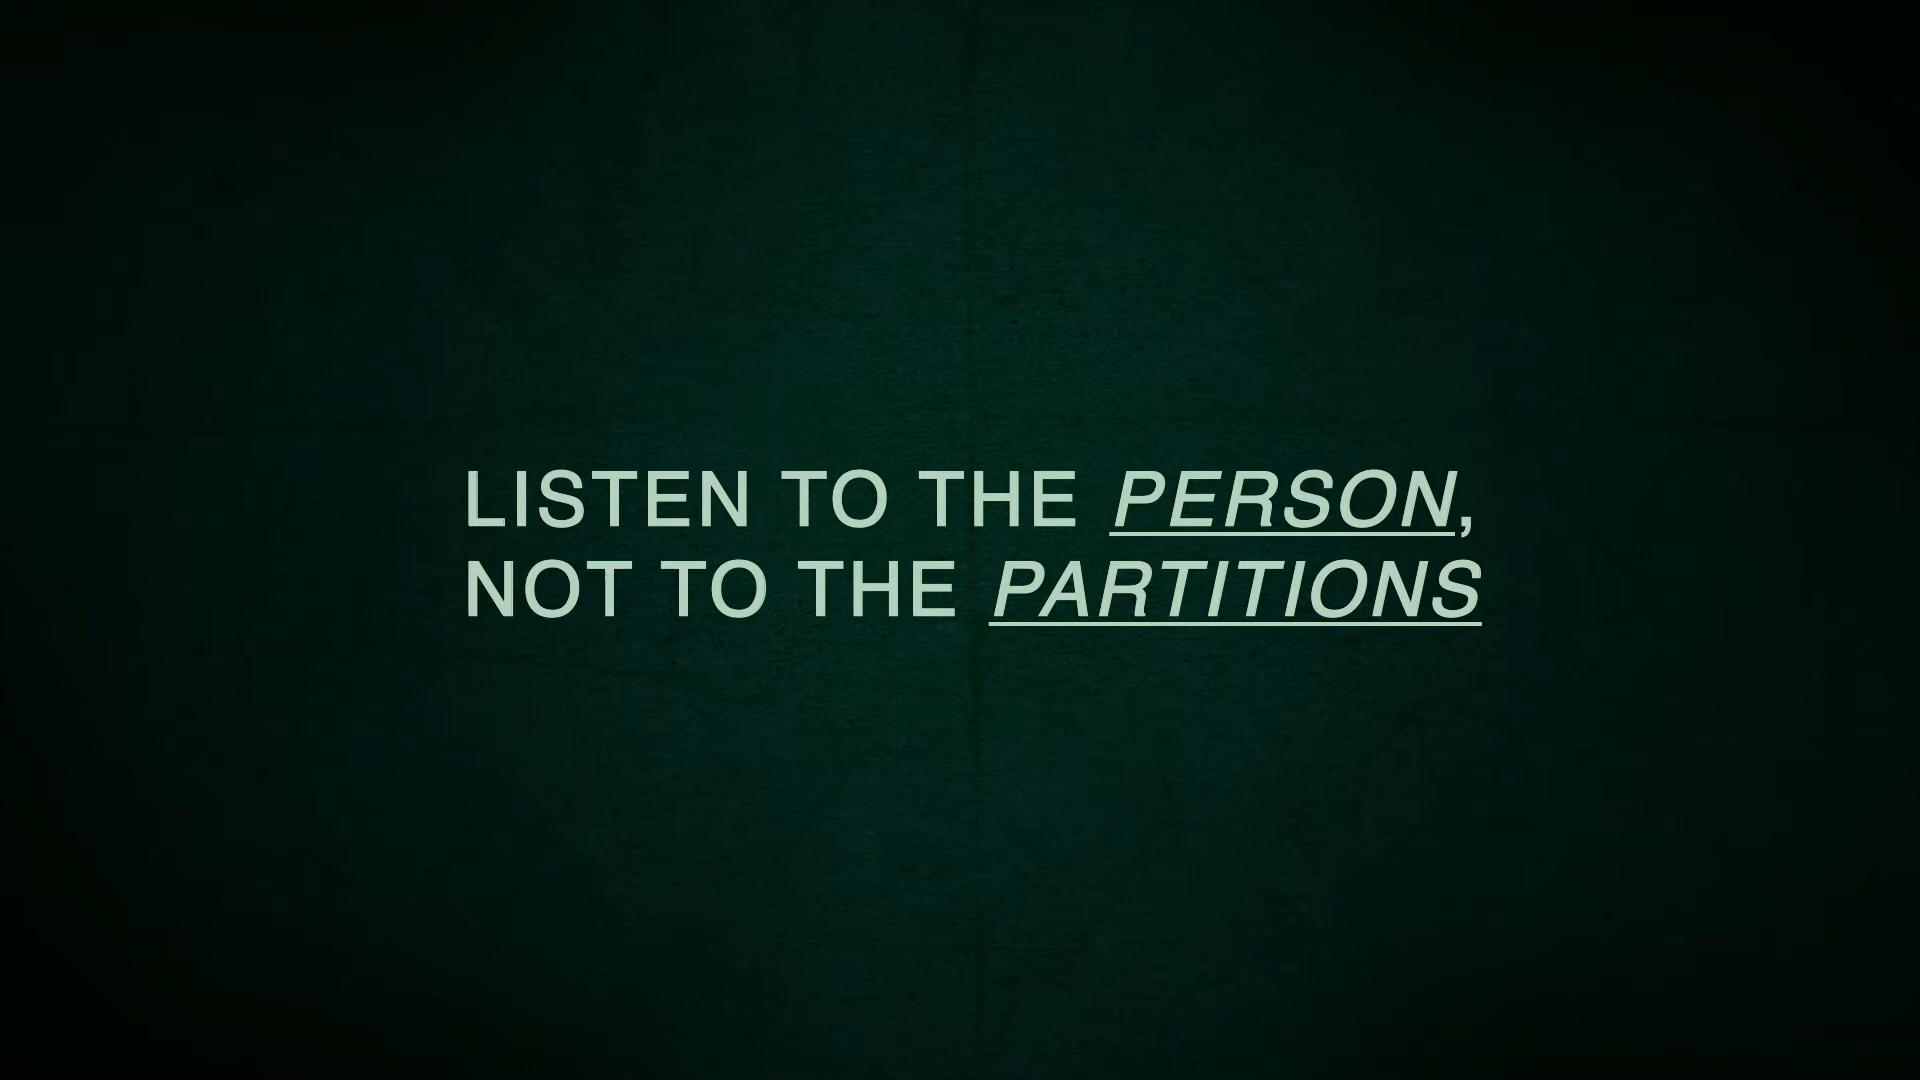 LISTEN TO THE PERSON,
NOT TO THE PARTITIONS